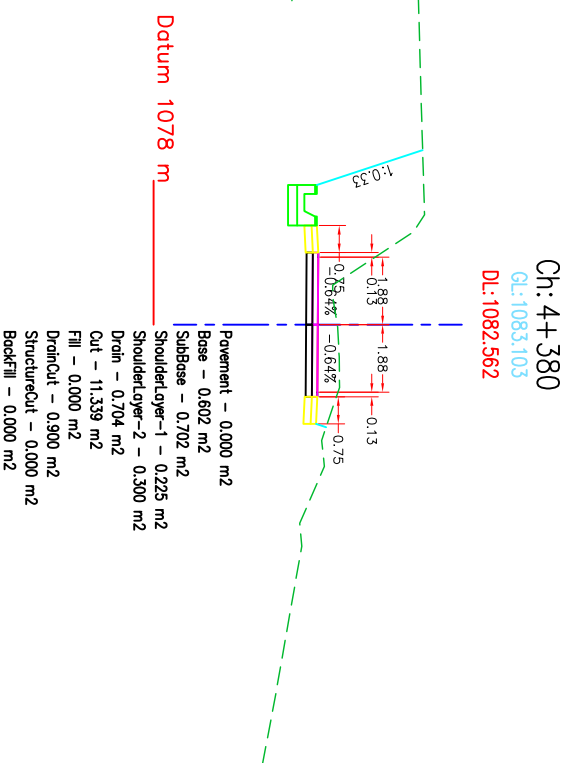 Ch: 4+380
GL:1083.103
DL:1082.562
1:0.33
1.88
1.88
0.13
0.13
0.75
0.75
-0.64%
-0.64%
Datum 1078 m
Pavement - 0.000 m2
Base - 0.602 m2
SubBase - 0.702 m2
ShoulderLayer-1 - 0.225 m2
ShoulderLayer-2 - 0.300 m2
Drain - 0.704 m2
Cut - 11.339 m2
Fill - 0.000 m2
DrainCut - 0.900 m2
StructureCut - 0.000 m2
BackFill - 0.000 m2